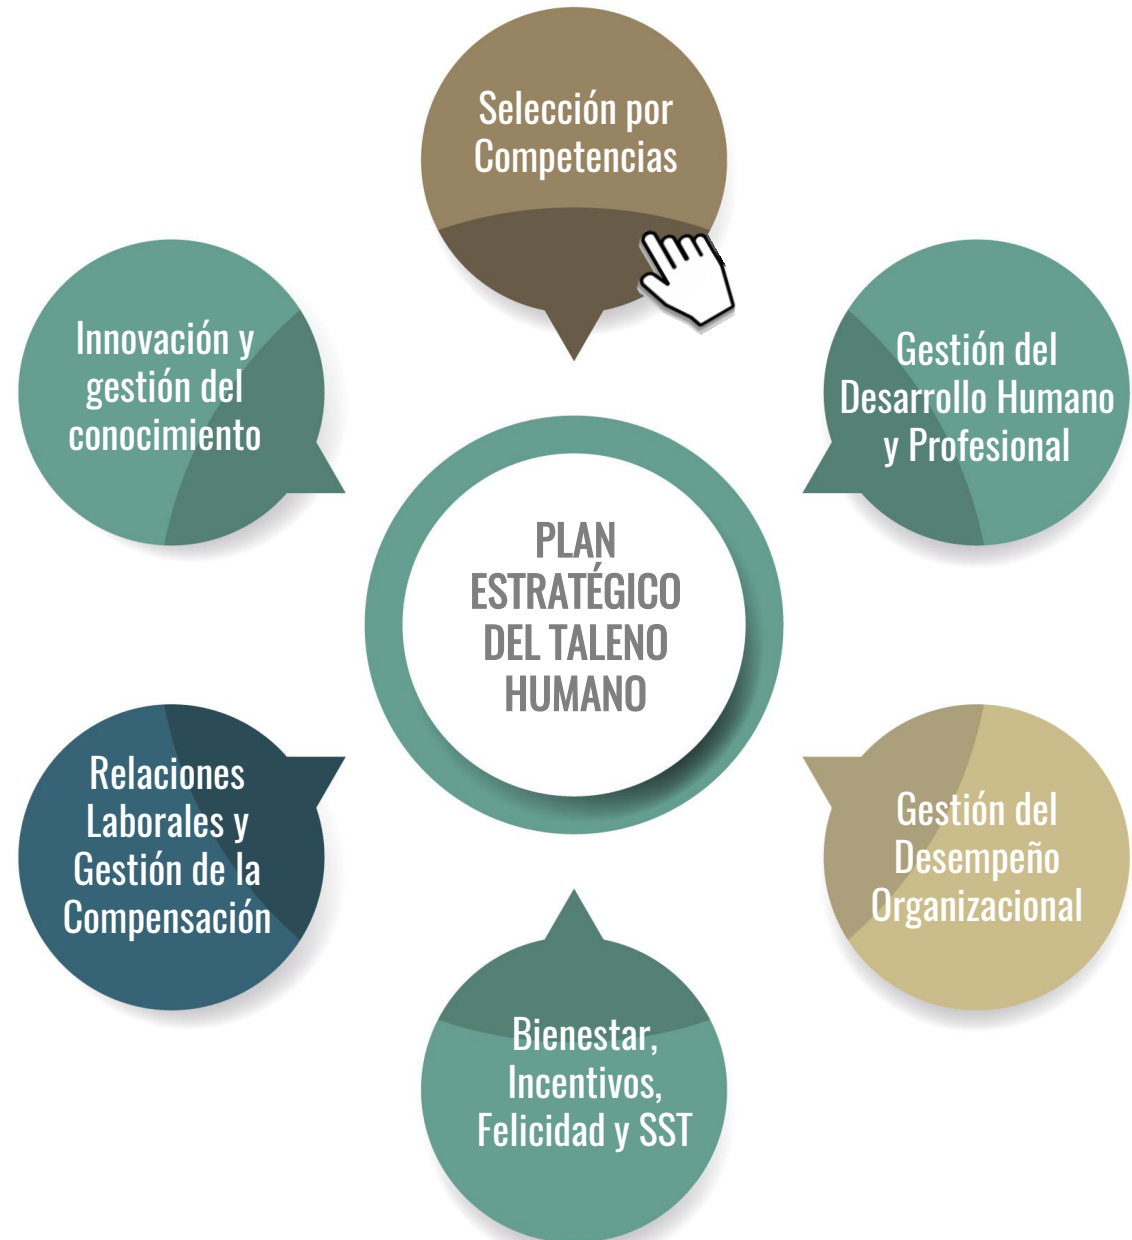 Selección por
Competencias
Innovación y
gestión del
conocimiento
Gestión del
Desarrollo Humano
y Profesional
PLAN
ESTRATÉGICO
DEL TALENO
HUMANO
Relaciones
Laborales y
Gestión de la
Compensación
Gestión del
Desempeño
Organizacional
Bienestar,
Incentivos,
Felicidad y SST